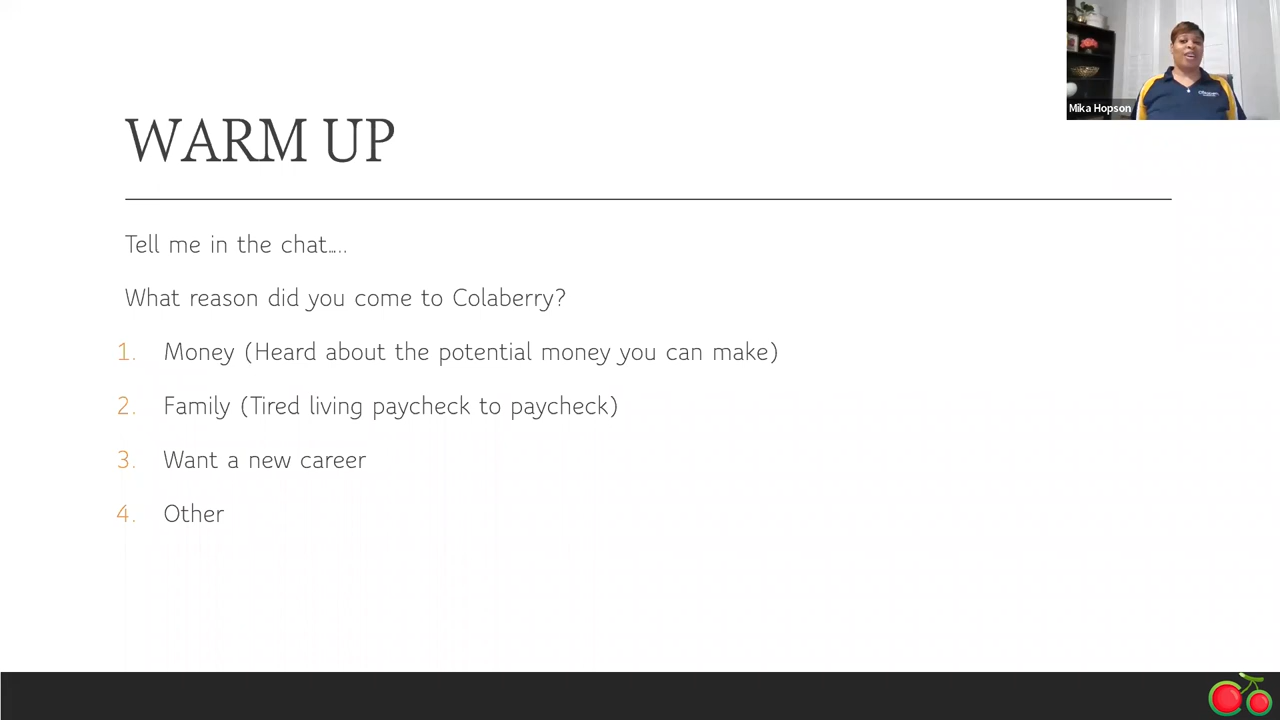 Mika Hopson
WARM UP
Tell me in the chat.....
What reason did you come to Colaberry?
1. Money (Heard about the potential money you can make)
2. Family (Tired living paycheck to paycheck)
3. Want a new career
4. Other